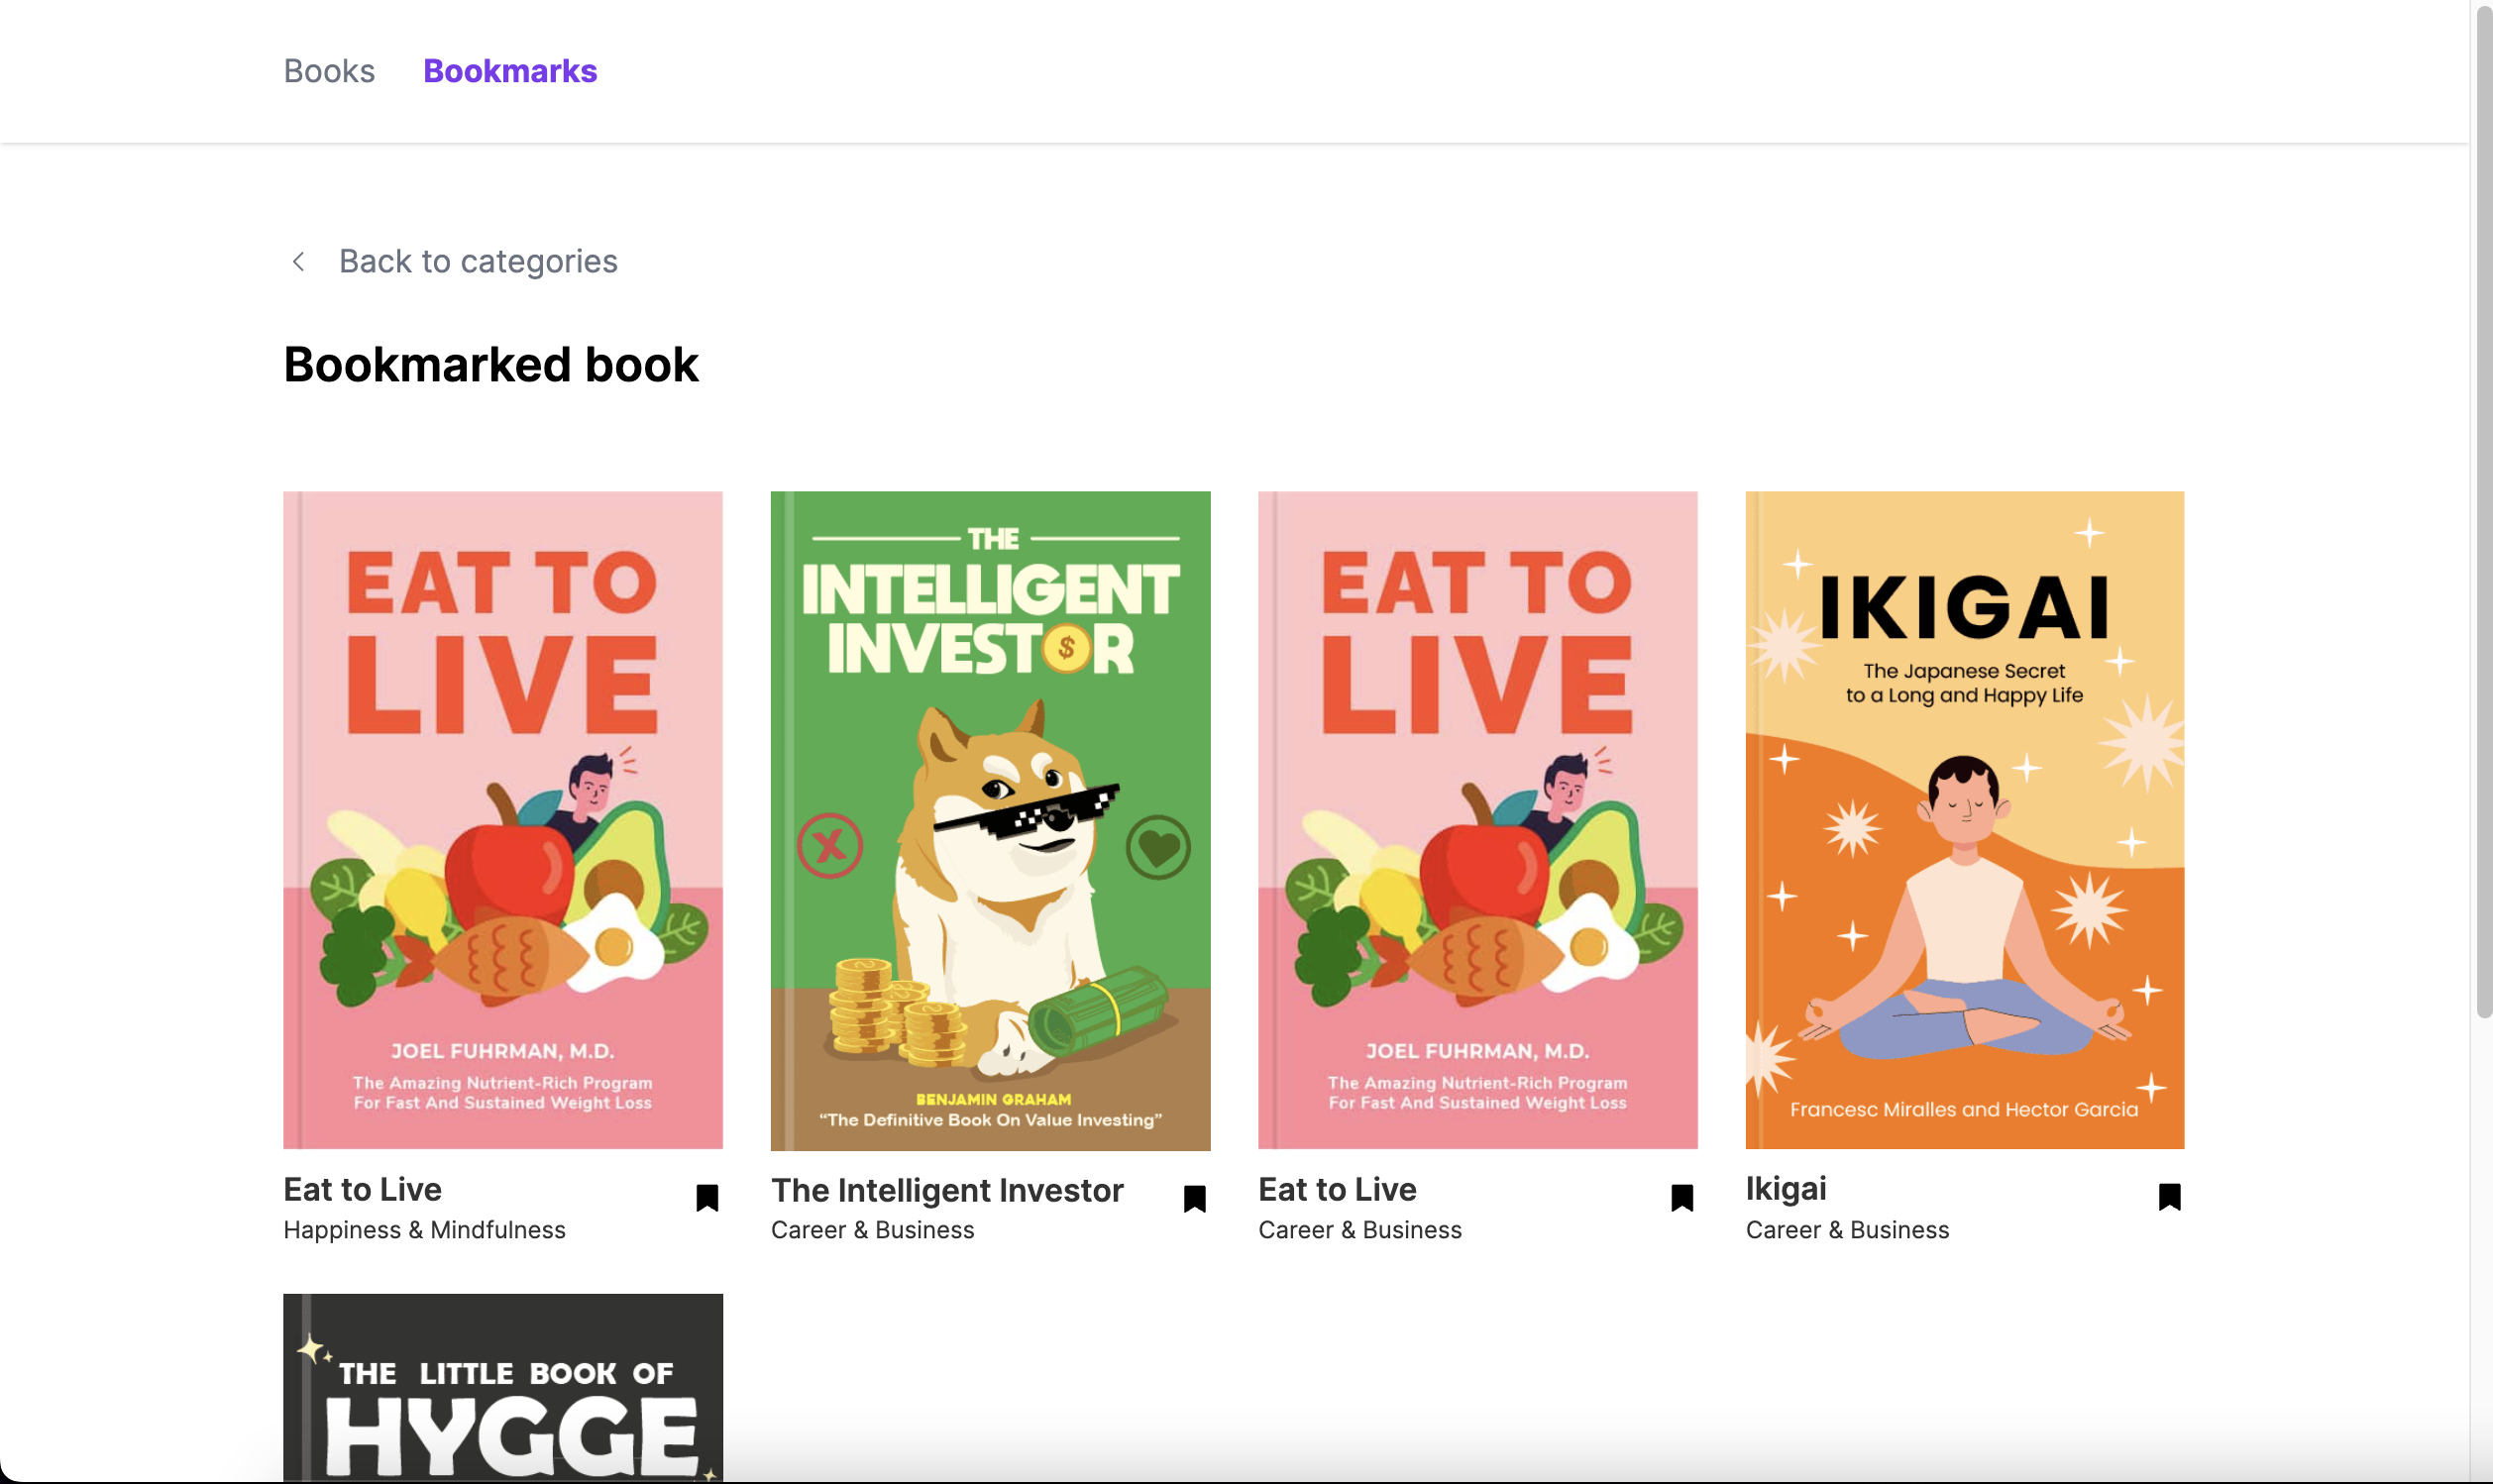 Books Bookmarks
Back to categories
Bookmarked book
EAT TO
LIVE
JOEL FUHRMAN, M.D.
The Amazing Nutrient-Rich Program
For Fast And Sustained Weight Loss
Eat to Live
Happiness & Mindfulness
THE
INTELLIGENT
INVEST$R
X
BENJAMIN GRAHAM
“The Definitive Book On Value Investing”
The Intelligent Investor
Career & Business
EAT TO
LIVE
JOEL FUHRMAN, M.D.
The Amazing Nutrient-Rich Program
For Fast And Sustained Weight Loss
Eat to Live
Career & Business
IKIGAI
The Japanese Secret
to a Long and Happy Life
Francesc Miralles and Hector Garcia
Ikigai
Career & Business
THE LITTLE BOOK OF
HYGGE